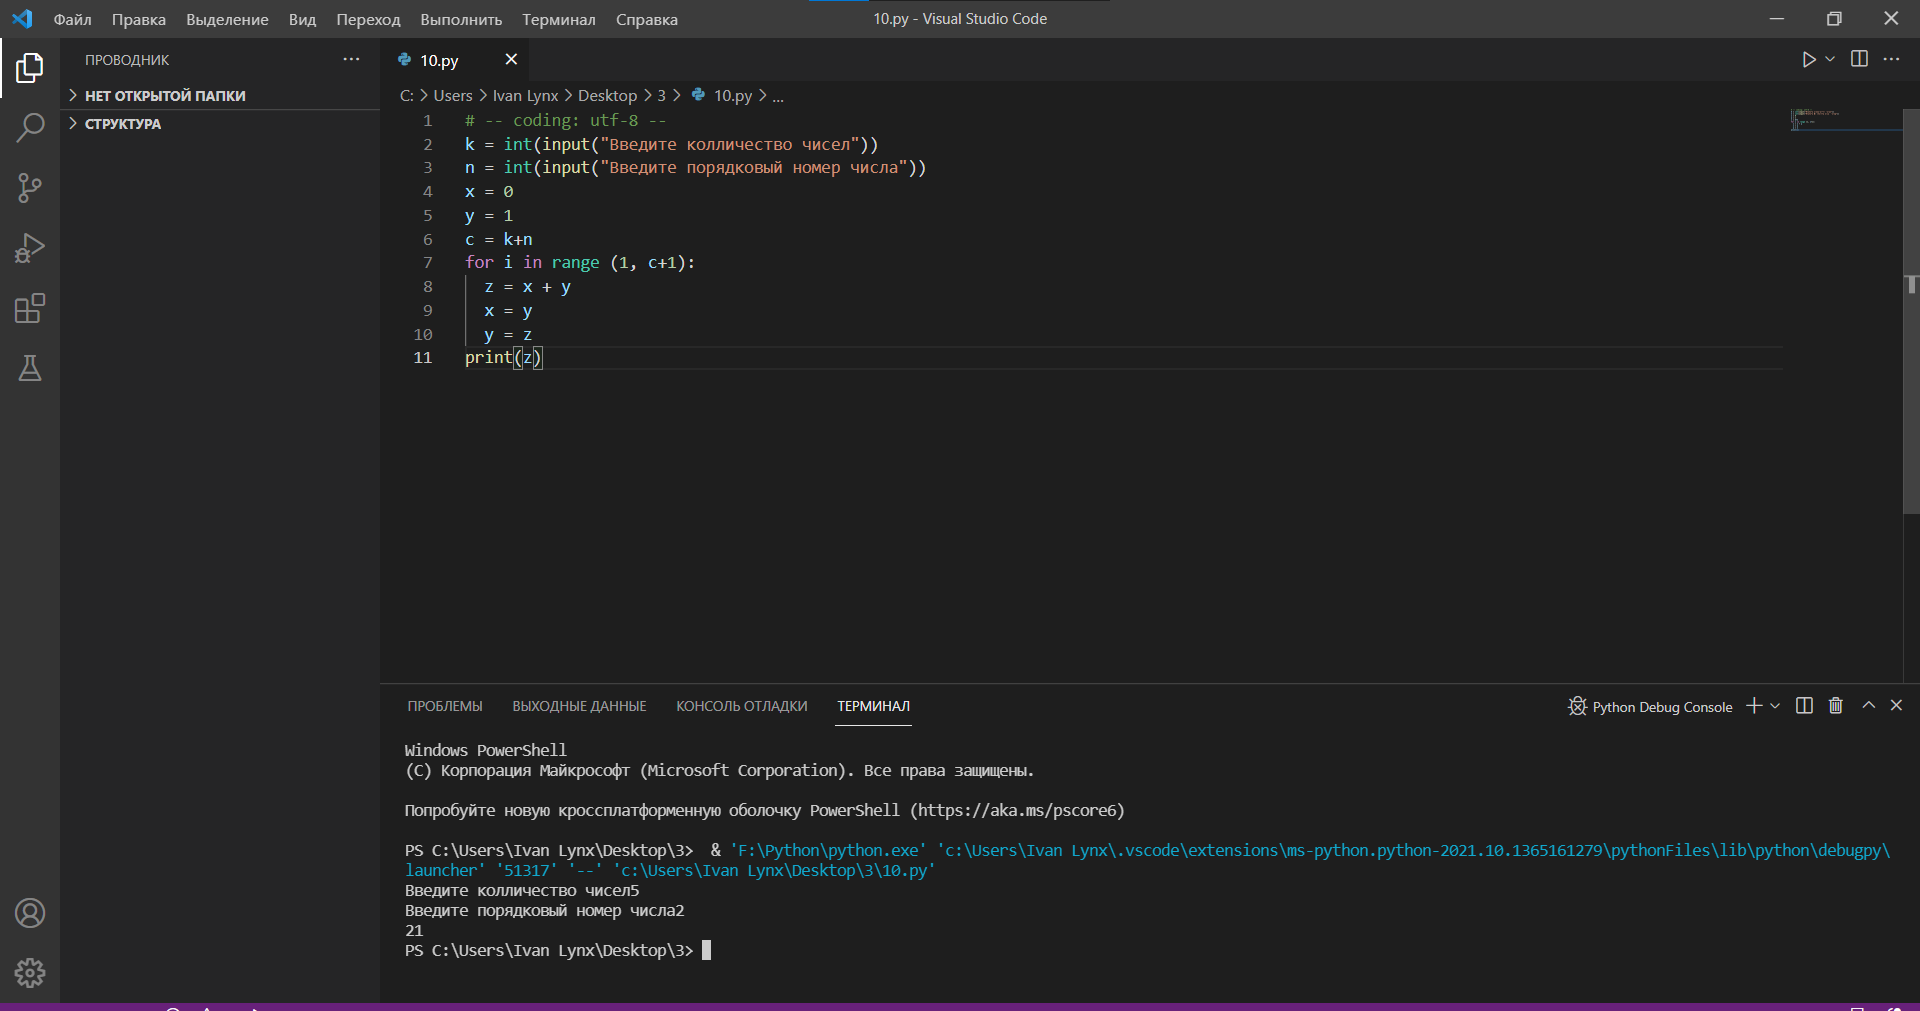 Файл Правка Выделение Вид Переход Выполнить Терминал Справка
10.py - Visual Studio Code
ПРОВОДНИК
НЕТ ОТКРЫТОЙ ПАПКИ
СТРУКТУРА
10.py
C: > Users > Ivan Lynx > Desktop > 3 > 10.py > ...
1 # -- coding: utf-8 --
2 k = int(input("Введите колличество чисел"))
3 n = int(input("Введите порядковый номер числа"))
4 x = 0
5 y = 1
6 c = k+n
7 for i in range (1, c+1):
8 z = x + y
9 x = y
10 y = z
11 print(z)
ПРОБЛЕМЫ ВЫХОДНЫЕ ДАННЫЕ КОНСОЛЬ ОТЛАДКИ ТЕРМИНАЛ
Python Debug Console
Windows PowerShell
(C) Корпорация Майкрософт (Microsoft Corporation). Все права защищены.
Попробуйте новую кроссплатформенную оболочку PowerShell (https://aka.ms/pscore6)
PS C:\Users\Ivan Lynx\Desktop\3>  & 'F:\Python\python.exe' 'c:\Users\Ivan Lynx\.vscode\extensions\ms-python.python-2021.10.1365161279\pythonFiles\lib\python\debugpy\
launcher' '51317' '--' 'c:\Users\Ivan Lynx\Desktop\3\10.py'
Введите колличество чисел5
Введите порядковый номер числа2
21
PS C:\Users\Ivan Lynx\Desktop\3>